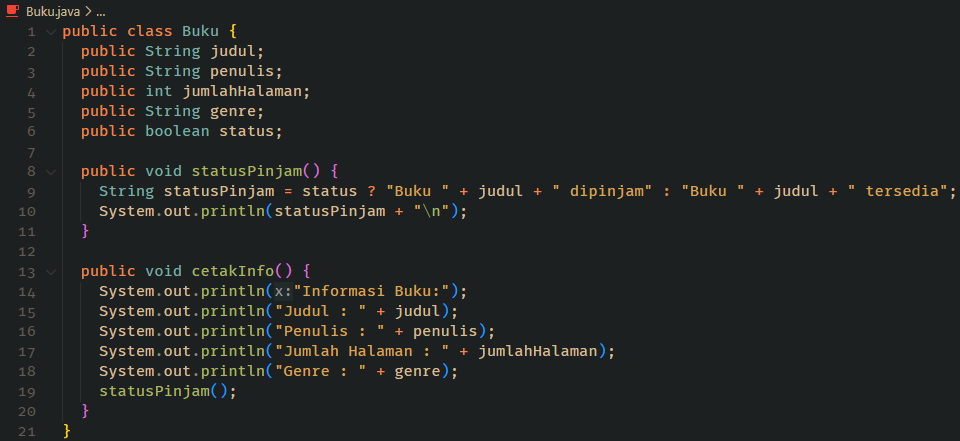 Buku.java > ...
1 public class Buku {
2 public String judul;
3 public String penulis;
4 public int jumlahHalaman;
5 public String genre;
6 public boolean status;
7
8 public void statusPinjam() {
9 String statusPinjam = status ? "Buku " + judul + " dipinjam" : "Buku " + judul + " tersedia";
10 System.out.println(statusPinjam + "\n");
11 }
12
13 public void cetakInfo() {
14 System.out.println(x:"Informasi Buku:");
15 System.out.println("Judul : " + judul);
16 System.out.println("Penulis : " + penulis);
17 System.out.println("Jumlah Halaman : " + jumlahHalaman);
18 System.out.println("Genre : " + genre);
19 statusPinjam();
20 }
21 }